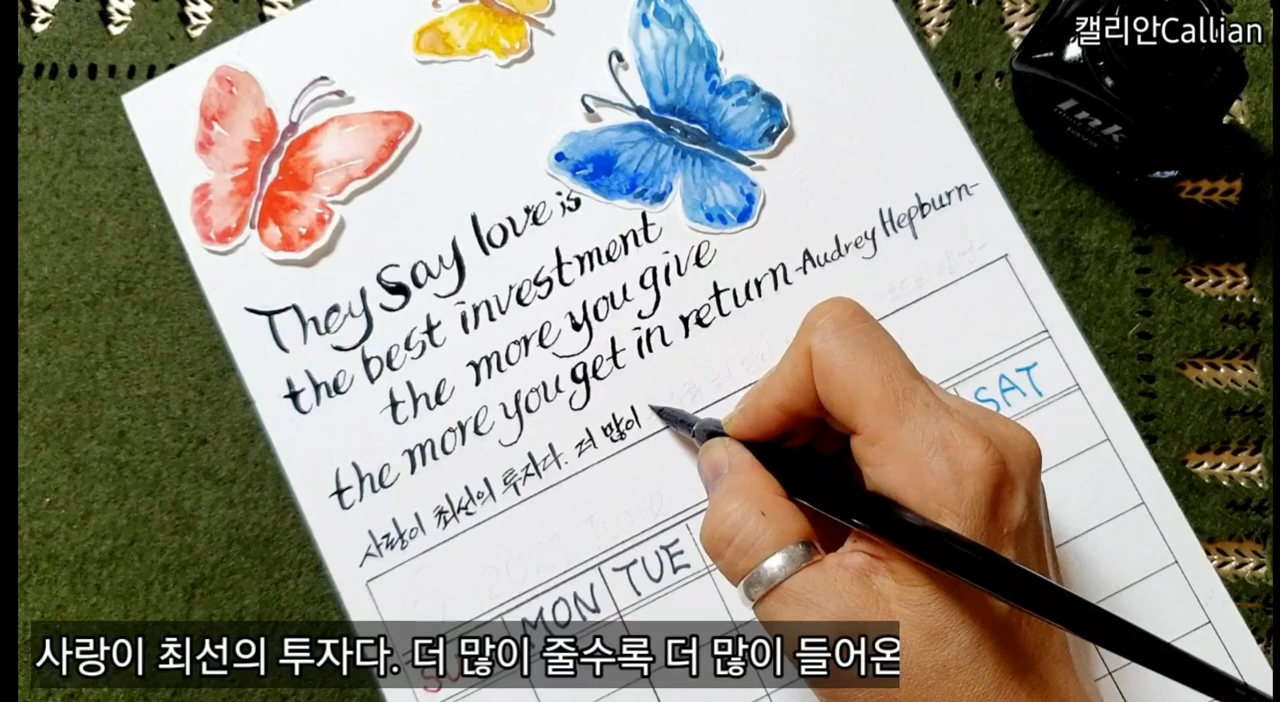 캘리안Callian
Ink
They Say love is
the best investment
the more you give
the more you get in return -Audrey Hepburn-
사랑이 최선의 투자다. 더 많이
SAT
MON TUE
사랑이 최선의 투자다. 더 많이 줄수록 더 많이 들어온